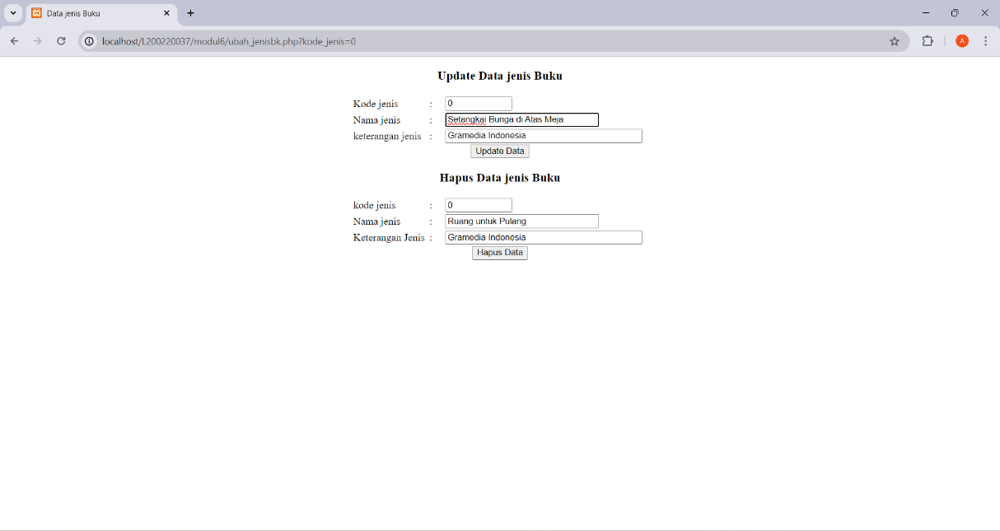 Data jenis Buku
localhost/L200220037/modul6/ubah_jenisbk.php?kode_jenis=0
A
Update Data jenis Buku
Kode jenis : 0
Nama jenis : Setangkai Bunga di Atas Meja
keterangan jenis : Gramedia Indonesia
Update Data
Hapus Data jenis Buku
kode jenis : 0
Nama jenis : Ruang untuk Pulang
Keterangan Jenis : Gramedia Indonesia
Hapus Data